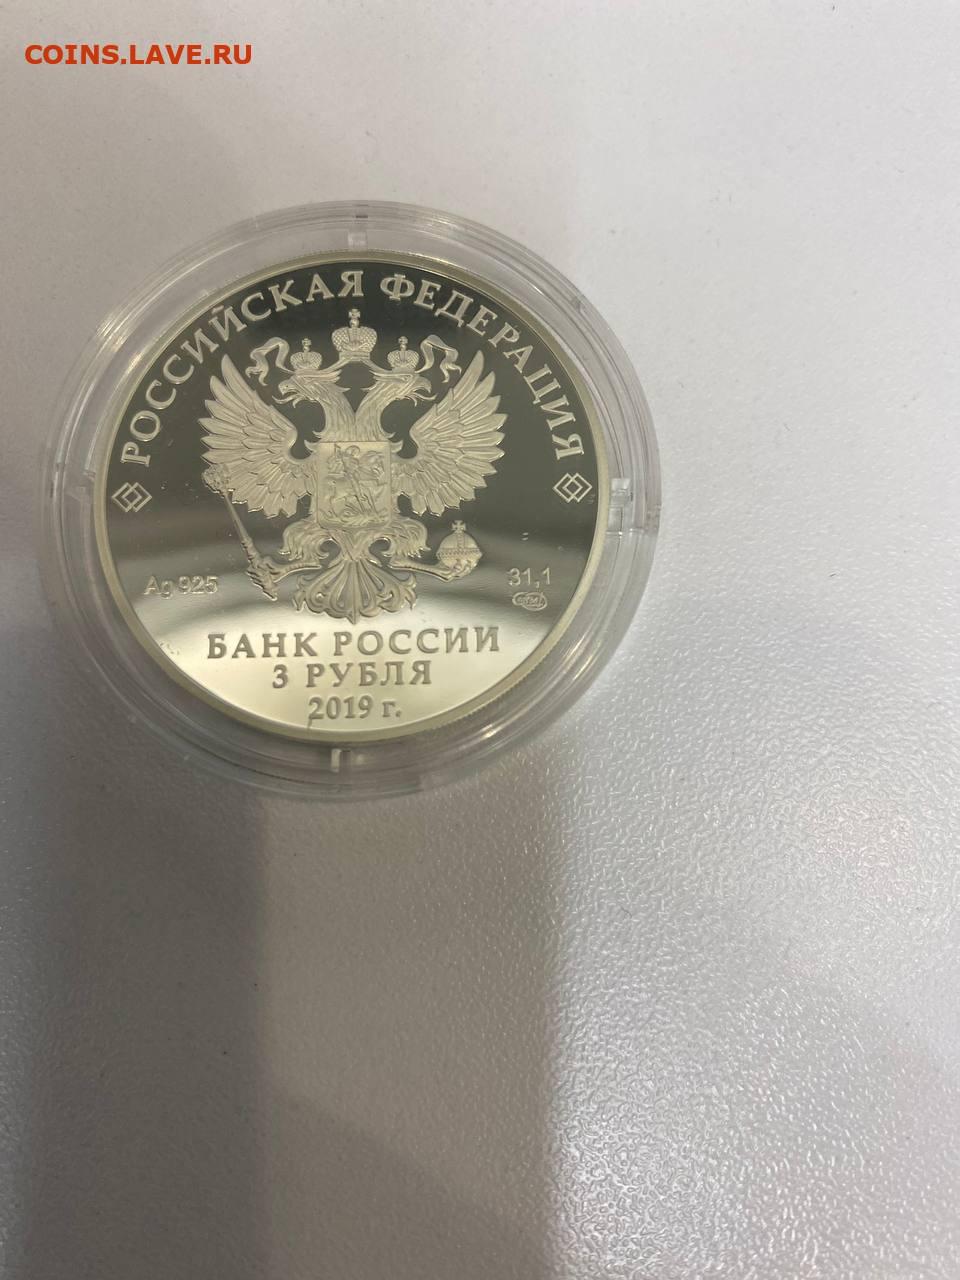 COINS.LAVE.RU
РОССИЙСКАЯ ФЕДЕРАЦИЯ
Ag 925
31,1
БАНК РОССИИ
3 РУБЛЯ
2019 г.